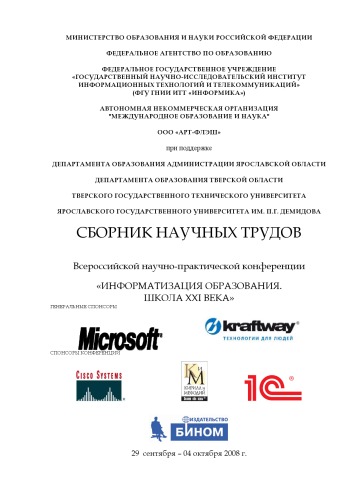 МИНИСТЕРСТВО ОБРАЗОВАНИЯ И НАУКИ РОССИЙСКОЙ ФЕДЕРАЦИИ
ФЕДЕРАЛЬНОЕ АГЕНТСТВО ПО ОБРАЗОВАНИЮ
ФЕДЕРАЛЬНОЕ ГОСУДАРСТВЕННОЕ УЧРЕЖДЕНИЕ
«ГОСУДАРСТВЕННЫЙ НАУЧНО-ИССЛЕДОВАТЕЛЬСКИЙ ИНСТИТУТ
ИНФОРМАЦИОННЫХ ТЕХНОЛОГИЙ И ТЕЛЕКОММУНИКАЦИЙ»
(ФГУ ГНИИ ИТТ «ИНФОРМИКА»)
АВТОНОМНАЯ НЕКОММЕРЧЕСКАЯ ОРГАНИЗАЦИЯ
"МЕЖДУНАРОДНОЕ ОБРАЗОВАНИЕ И НАУКА"
ООО «АРТ-ФЛЭШ»
при поддержке
ДЕПАРТАМЕНТА ОБРАЗОВАНИЯ АДМИНИСТРАЦИИ ЯРОСЛАВСКОЙ ОБЛАСТИ
ДЕПАРТАМЕНТА ОБРАЗОВАНИЯ ТВЕРСКОЙ ОБЛАСТИ
ТВЕРСКОГО ГОСУДАРСТВЕННОГО ТЕХНИЧЕСКОГО УНИВЕРСИТЕТА
ЯРОСЛАВСКОГО ГОСУДАРСТВЕННОГО УНИВЕРСИТЕТА ИМ. П.Г. ДЕМИДОВА
СБОРНИК НАУЧНЫХ ТРУДОВ
Всероссийской научно-практической конференции
«ИНФОРМАТИЗАЦИЯ ОБРАЗОВАНИЯ.
ШКОЛА XXI ВЕКА»
ГЕНЕРАЛЬНЫЕ СПОНСОРЫ
Microsoft
kraftway
ТЕХНОЛОГИИ ДЛЯ ЛЮДЕЙ
СПОНСОРЫ КОНФЕРЕНЦИИ
CISCO SYSTEMS
КИРИЛЛ и
МЕФОДИЙ
1С
ИЗДАТЕЛЬСТВО
БИНОМ
29 сентября – 04 октября 2008 г.